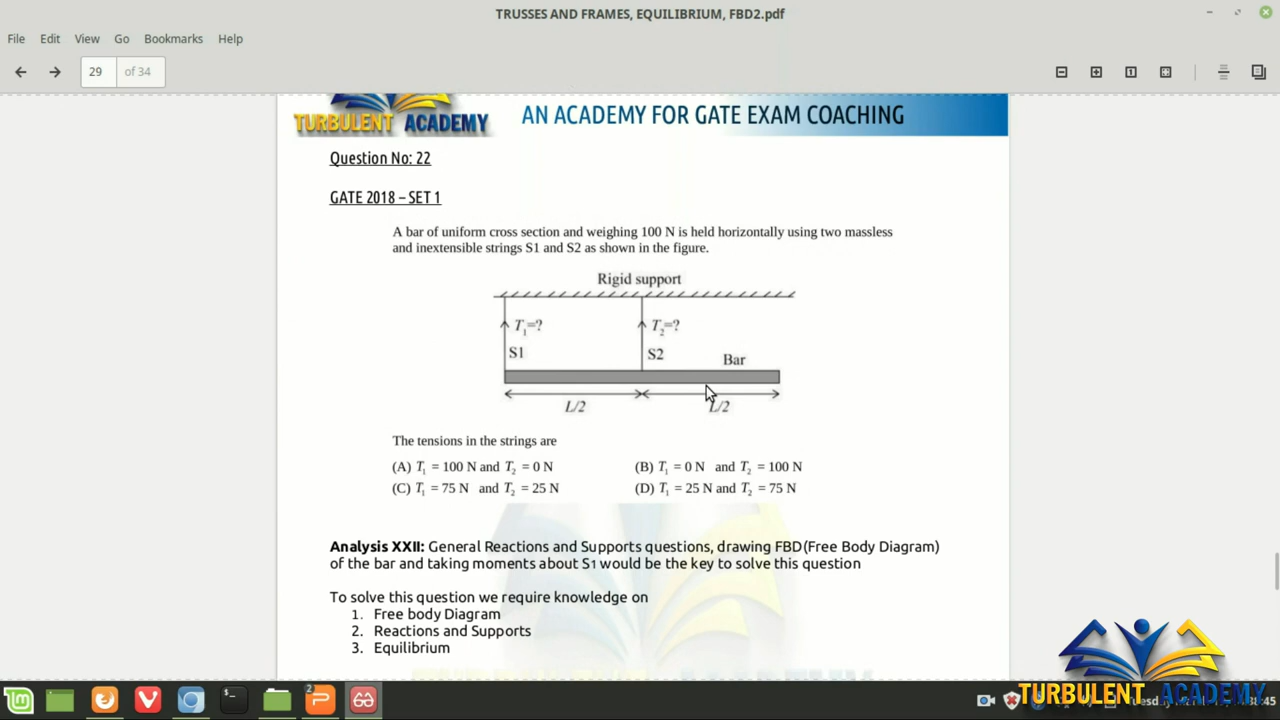 TRUSSES AND FRAMES, EQUILIBRIUM, FBD2.pdf
File Edit View Go Bookmarks Help
29 of 34
TURBULENT ACADEMY AN ACADEMY FOR GATE EXAM COACHING
Question No: 22
GATE 2018 – SET 1
A bar of uniform cross section and weighing 100 N is held horizontally using two massless
and inextensible strings S1 and S2 as shown in the figure.
Rigid support
T₁=? T₂=?
S1 S2 Bar
L/2 L/2
The tensions in the strings are
(A) T₁ = 100 N and T₂ = 0 N (B) T₁ = 0 N and T₂ = 100 N
(C) T₁ = 75 N and T₂ = 25 N (D) T₁ = 25 N and T₂ = 75 N
Analysis XXII: General Reactions and Supports questions, drawing FBD(Free Body Diagram)
of the bar and taking moments about S1 would be the key to solve this question
To solve this question we require knowledge on
1. Free body Diagram
2. Reactions and Supports
3. Equilibrium
TURBULENT ACADEMY